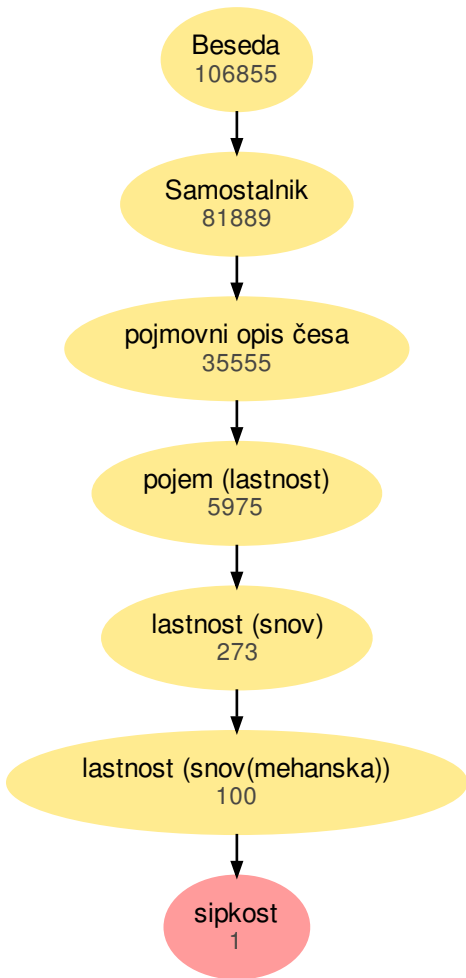 Beseda
106855
Samostalnik
81889
pojmovni opis česa
35555
pojem (lastnost)
5975
lastnost (snov)
273
lastnost (snov(mehanska))
100
sipkost
1